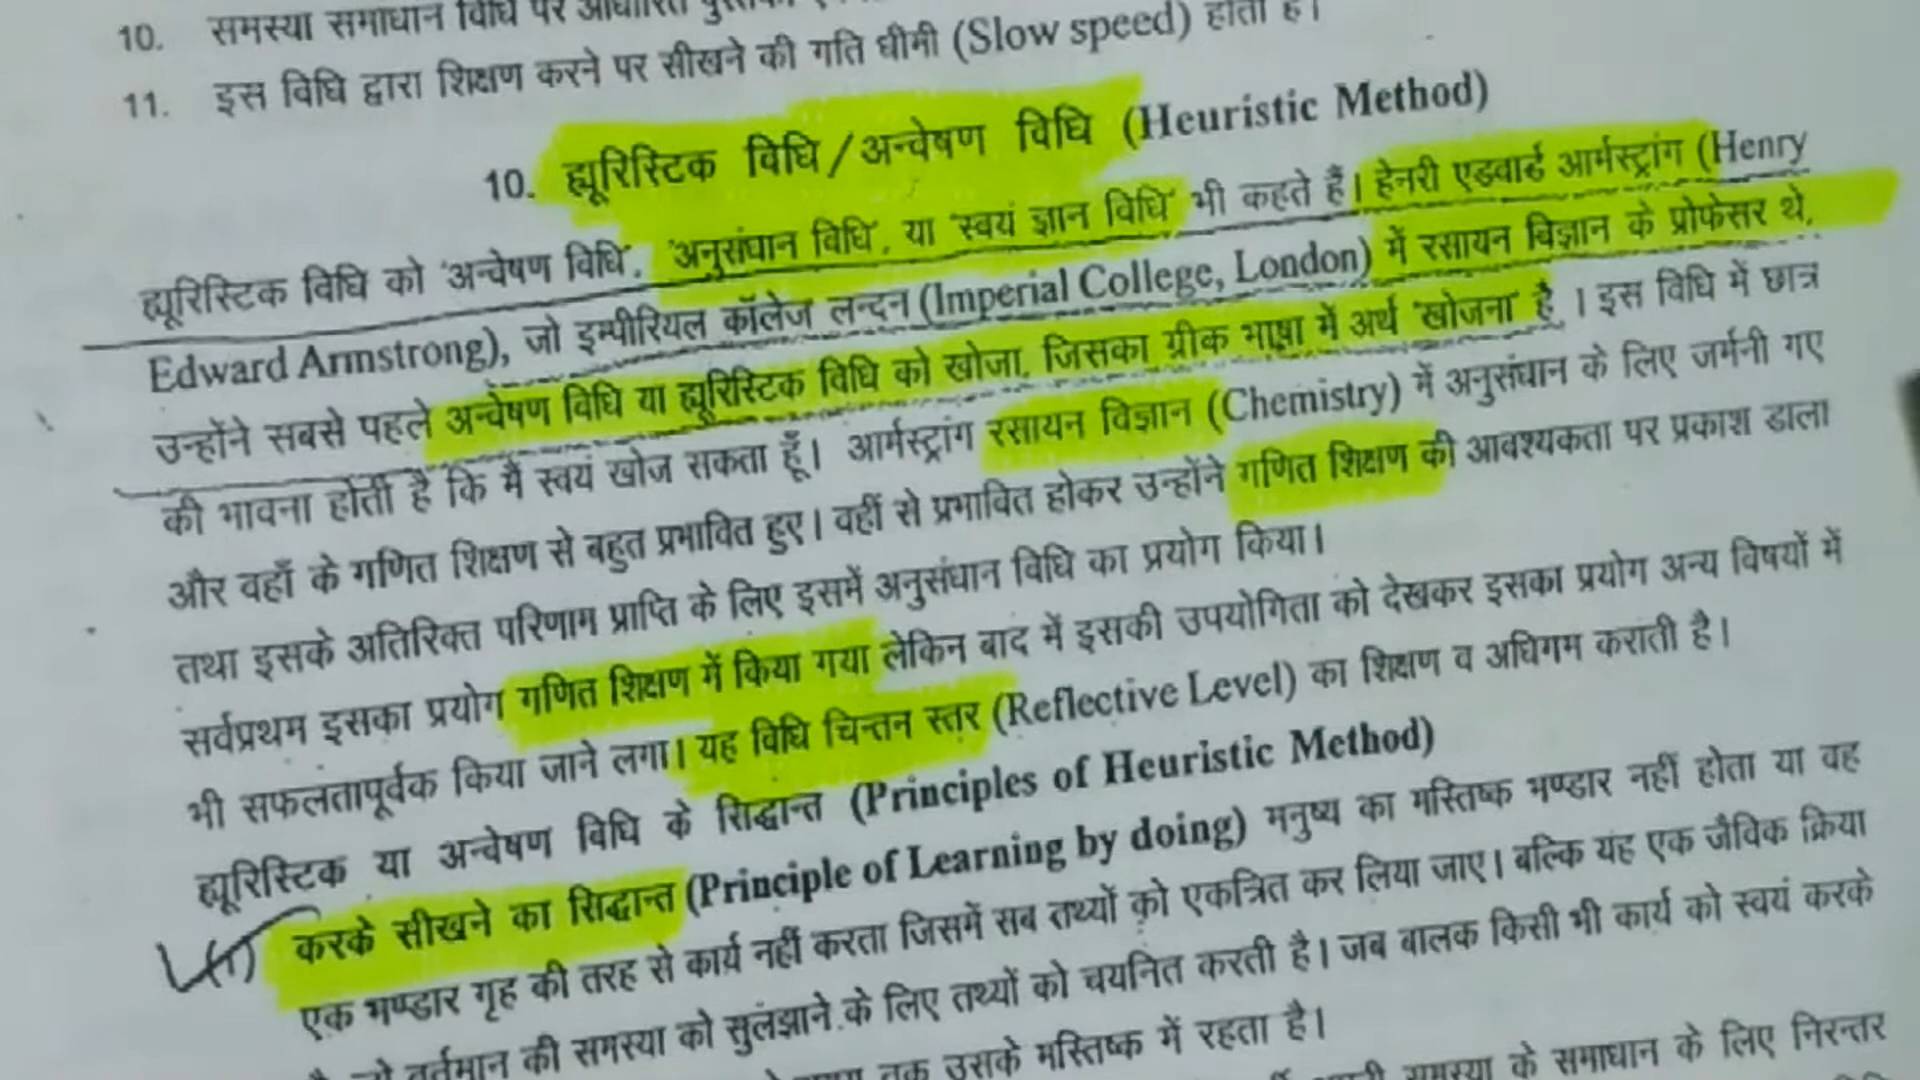 10. समस्या समाधान विधि पर आधारित
11. इस विधि द्वारा शिक्षण करने पर सीखने की गति धीमी (Slow speed) होती है।
10. ह्यूरिस्टिक विधि/अन्वेषण विधि (Heuristic Method)
ह्यूरिस्टिक विधि को 'अन्वेषण विधि', 'अनुसंधान विधि', या 'स्वयं ज्ञान विधि' भी कहते हैं। हेनरी एडवार्ड आर्मस्ट्रांग (Henry
Edward Armstrong), जो इम्पीरियल कॉलेज लन्दन (Imperial College, London) में रसायन विज्ञान के प्रोफेसर थे,
उन्होंने सबसे पहले अन्वेषण विधि या ह्यूरिस्टिक विधि को खोजा, जिसका ग्रीक भाषा में अर्थ 'खोजना' है । इस विधि में छात्र
की भावना होती है कि मैं स्वयं खोज सकता हूँ। आर्मस्ट्रांग रसायन विज्ञान (Chemistry) में अनुसंधान के लिए जर्मनी गए
और वहाँ के गणित शिक्षण से बहुत प्रभावित हुए। वहीं से प्रभावित होकर उन्होंने गणित शिक्षण की आवश्यकता पर प्रकाश डाला
तथा इसके अतिरिक्त परिणाम प्राप्ति के लिए इसमें अनुसंधान विधि का प्रयोग किया।
सर्वप्रथम इसका प्रयोग गणित शिक्षण में किया गया लेकिन बाद में इसकी उपयोगिता को देखकर इसका प्रयोग अन्य विषयों में
भी सफलतापूर्वक किया जाने लगा। यह विधि चिन्तन स्तर (Reflective Level) का शिक्षण व अधिगम कराती है।
ह्यूरिस्टिक या अन्वेषण विधि के सिद्धान्त (Principles of Heuristic Method)
(1) करके सीखने का सिद्धान्त (Principle of Learning by doing) मनुष्य का मस्तिष्क भण्डार नहीं होता या वह
एक भण्डार गृह की तरह से कार्य नहीं करता जिसमें सब तथ्यों को एकत्रित कर लिया जाए। बल्कि यह एक जैविक क्रिया
वर्तमान की समस्या को सुलझाने के लिए तथ्यों को चयनित करती है। जब बालक किसी भी कार्य को स्वयं करके
तक उसके मस्तिष्क में रहता है।
समस्या के समाधान के लिए निरन्तर